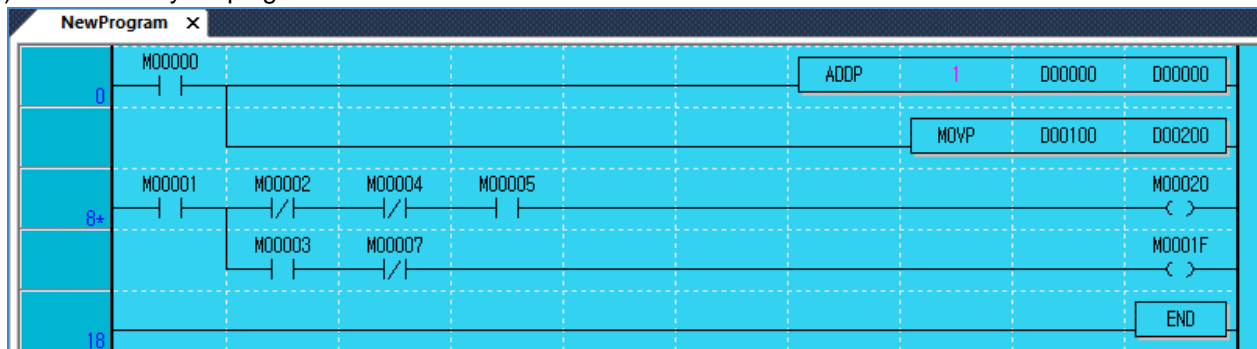 NewProgram x
M00000
0 ADDP 1 D00000 D00000
MOVP D00100 D00200
M00001 M00002 M00004 M00005 M00020
8*
M00003 M00007 M0001F
END
18